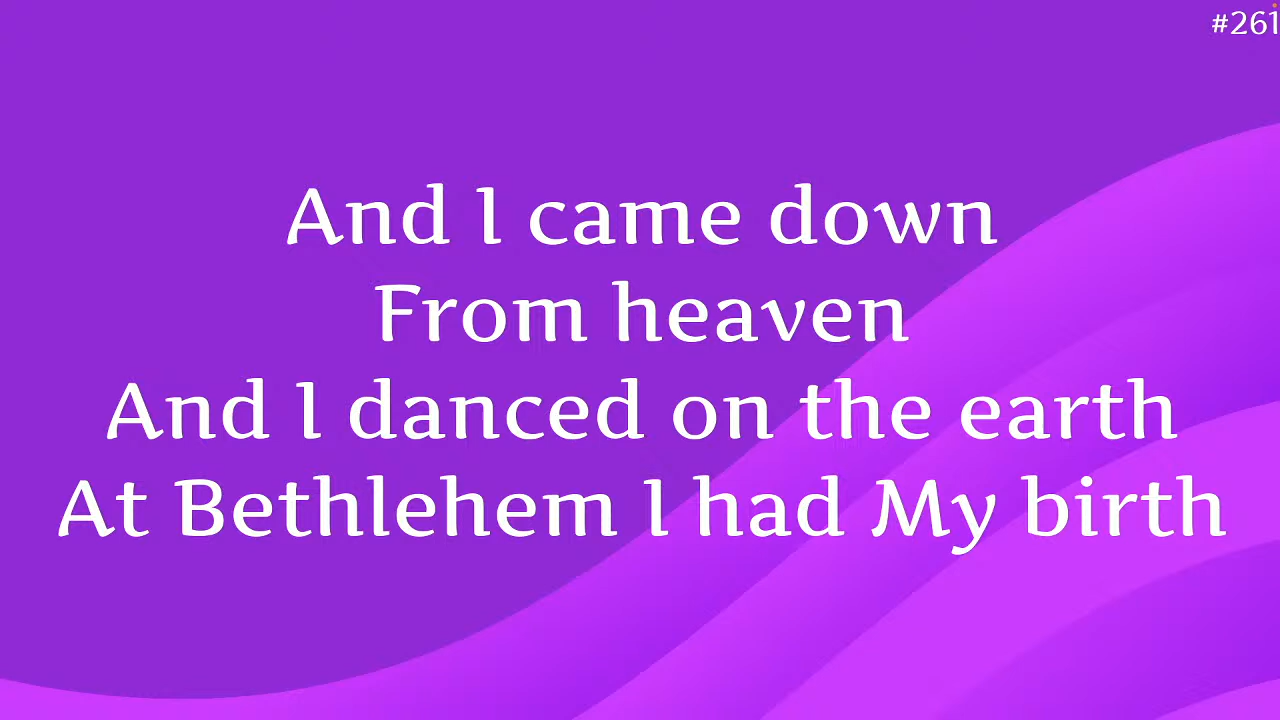 #261
And I came down
From heaven
And I danced on the earth
At Bethlehem I had My birth